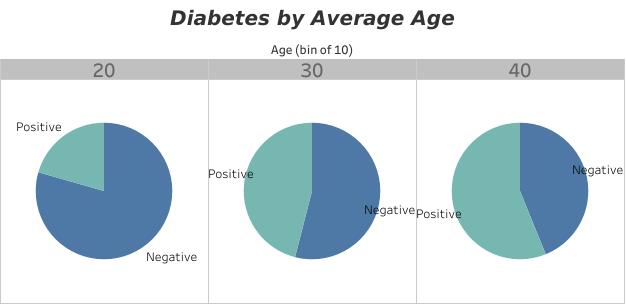 Diabetes by Average Age
Age (bin of 10)
20 30 40
Positive
Negative
Positive
Negative
Negative
Positive